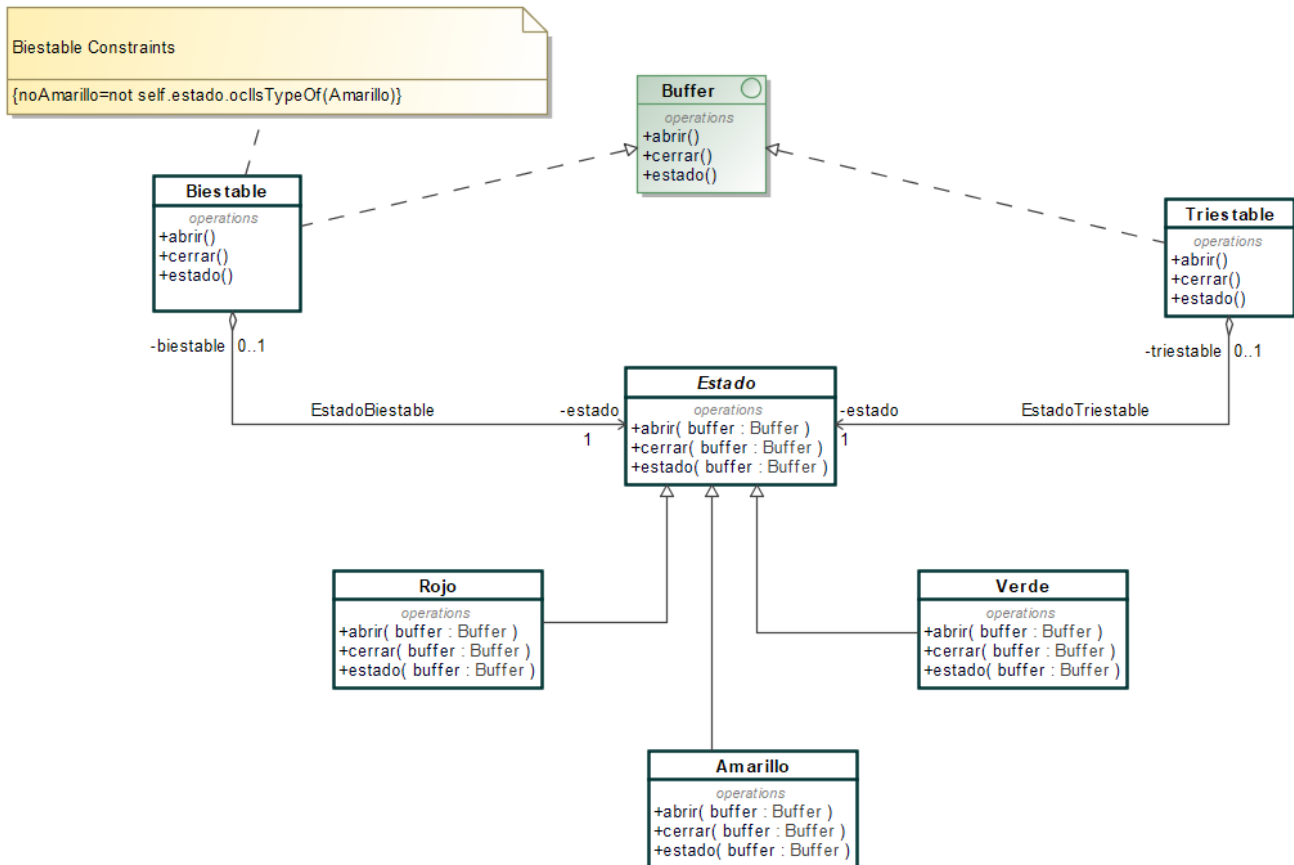 Biestable Constraints
{noAmarillo=not self.estado.oclIsTypeOf(Amarillo)}
Buffer
operations
+abrir()
+cerrar()
+estado()
Biestable
operations
+abrir()
+cerrar()
+estado()
Triestable
operations
+abrir()
+cerrar()
+estado()
-biestable 0..1
-triestable 0..1
EstadoBiestable
-estado
1
Estado
operations
+abrir( buffer : Buffer )
+cerrar( buffer : Buffer )
+estado( buffer : Buffer )
-estado
1
EstadoTriestable
Rojo
operations
+abrir( buffer : Buffer )
+cerrar( buffer : Buffer )
+estado( buffer : Buffer )
Verde
operations
+abrir( buffer : Buffer )
+cerrar( buffer : Buffer )
+estado( buffer : Buffer )
Amarillo
operations
+abrir( buffer : Buffer )
+cerrar( buffer : Buffer )
+estado( buffer : Buffer )